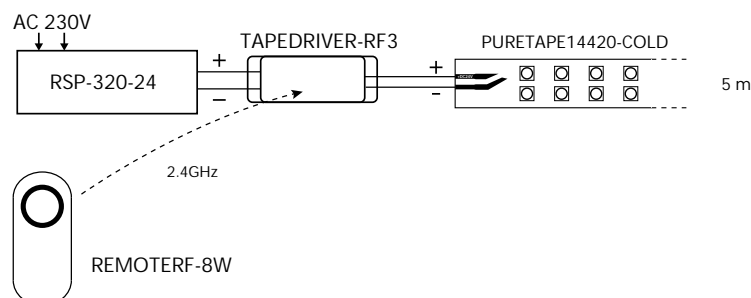 AC 230V
RSP-320-24
+
−
TAPEDRIVER-RF3
+
-
PURETAPE14420-COLD
5 m
2.4GHz
REMOTERF-8W